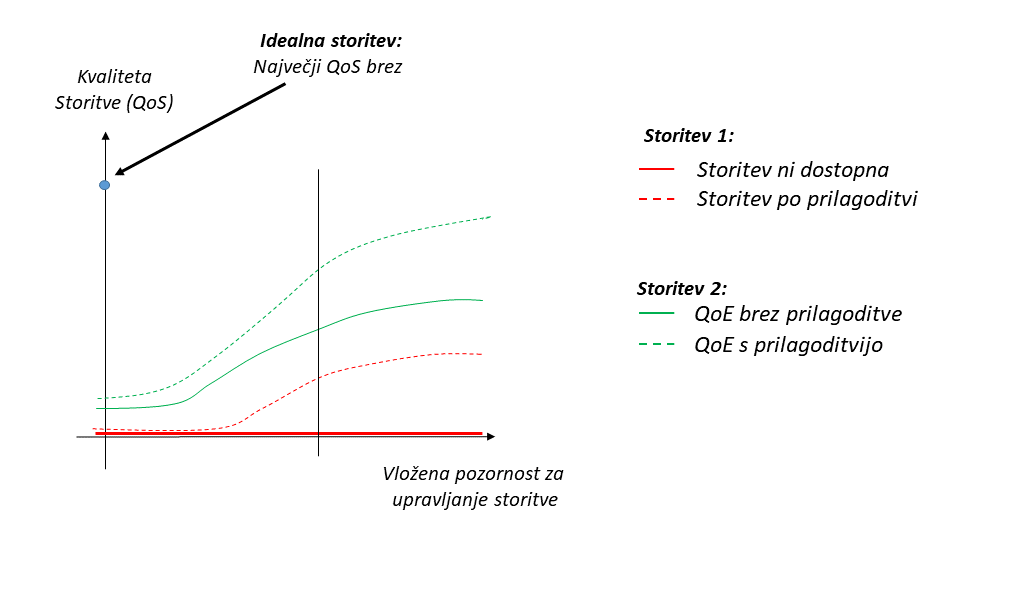 Idealna storitev:
Največji QoS brez
Kvaliteta
Storitve (QoS)
Vložena pozornost za
upravljanje storitve
Storitev 1:
Storitev ni dostopna
Storitev po prilagoditvi
Storitev 2:
QoE brez prilagoditve
QoE s prilagoditvijo